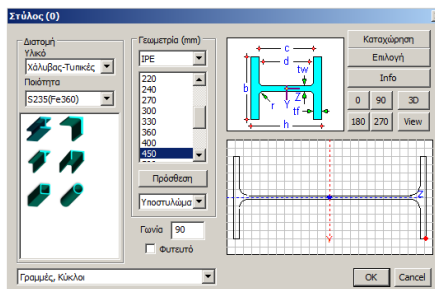 Στύλος (0)
Διατομή
Υλικό
Χάλυβας-Τυπικές
Ποιότητα
S235(Fe360)
Γεωμετρία (mm)
IPE
220
240
270
300
330
360
400
450
Πρόσθεση
Υποστυλώμα
Γωνία 90
Φυτευτό
c
d
tw
b
Z
Y
r
tf
h
Καταχώρηση
Επιλογή
Info
0 90 3D
180 270 View
Z
Y
Γραμμές, Κύκλοι
OK Cancel